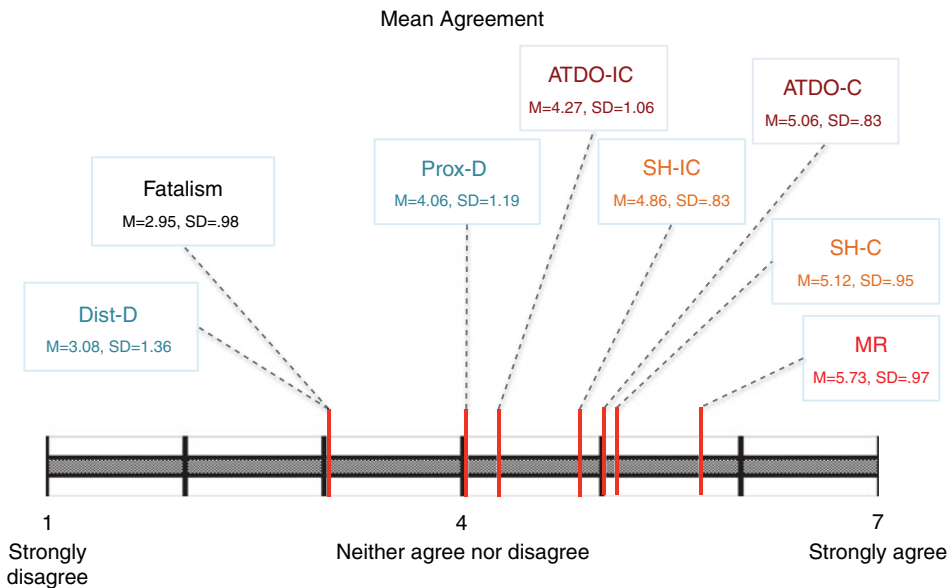 Mean Agreement
ATDO-IC
M=4.27, SD=1.06
ATDO-C
M=5.06, SD=.83
Prox-D
M=4.06, SD=1.19
SH-IC
M=4.86, SD=.83
Fatalism
M=2.95, SD=.98
SH-C
M=5.12, SD=.95
Dist-D
M=3.08, SD=1.36
MR
M=5.73, SD=.97
1
4
7
Strongly
disagree
Neither agree nor disagree
Strongly agree